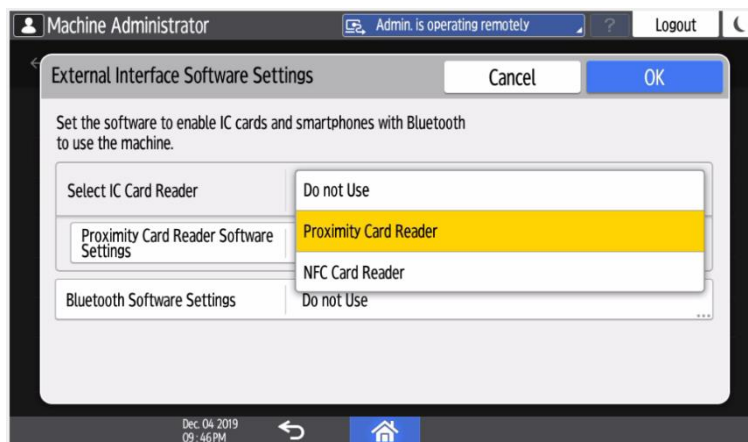 Machine Administrator
Admin. is operating remotely
?
Logout
External Interface Software Settings
Cancel
OK
Set the software to enable IC cards and smartphones with Bluetooth
to use the machine.
Select IC Card Reader
Do not Use
Proximity Card Reader
NFC Card Reader
Proximity Card Reader Software
Settings
Bluetooth Software Settings
Do not Use
...
Dec. 04 2019
09:46PM